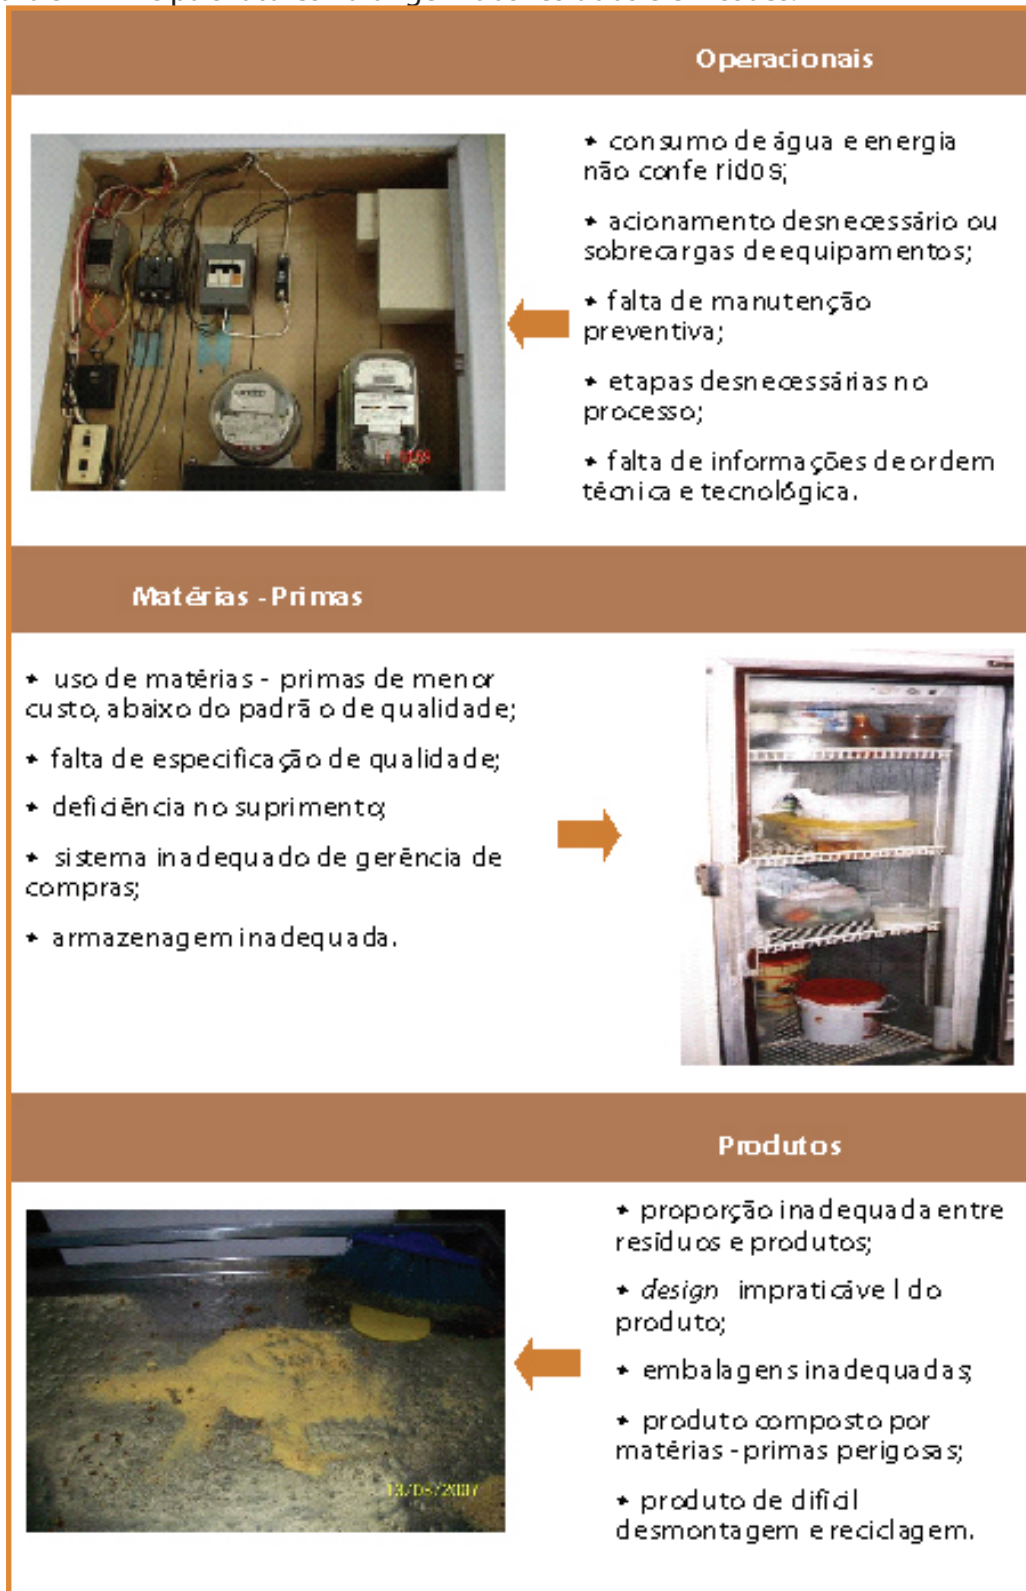 Operacionais
✦ consumo de água e energia
não conferidos;
✦ acionamento desnecessário ou
sobrecargas de equipamentos;
✦ falta de manutenção
preventiva;
✦ etapas desnecessárias no
processo;
✦ falta de informações de ordem
técnica e tecnológica.
Matérias - Primas
✦ uso de matérias - primas de menor
custo, abaixo do padrão de qualidade;
✦ falta de especificação de qualidade;
✦ deficiência no suprimento;
✦ sistema inadequado de gerência de
compras;
✦ armazenagem inadequada.
Produtos
✦ proporção inadequada entre
resíduos e produtos;
✦ design impraticável do
produto;
✦ embalagens inadequadas;
✦ produto composto por
matérias - primas perigosas;
✦ produto de difícil
desmontagem e reciclagem.
13/08/2007